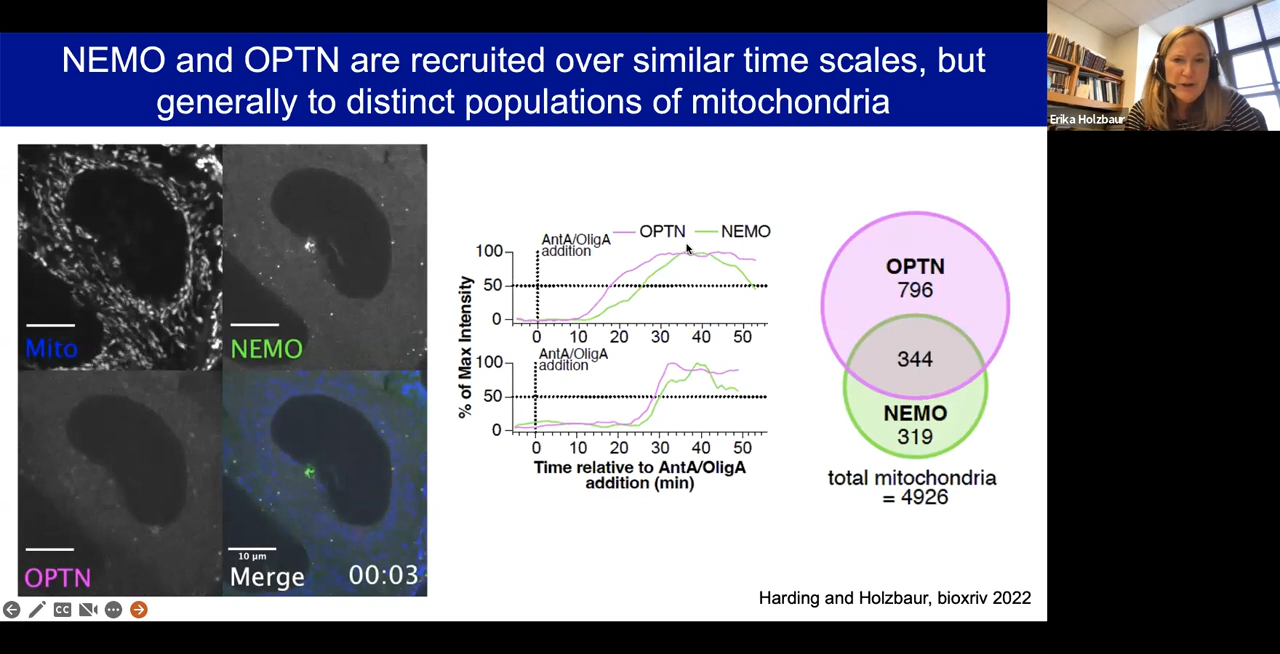 NEMO and OPTN are recruited over similar time scales, but
generally to distinct populations of mitochondria
Erika Holzbaur
Mito
NEMO
OPTN
10 µm
Merge
00:03
AntA/OligA
addition
OPTN
NEMO
100
50
0
0 10 20 30 40 50
AntA/OligA
addition
100
50
0
0 10 20 30 40 50
% of Max Intensity
Time relative to AntA/OligA
addition (min)
OPTN
796
344
NEMO
319
total mitochondria
= 4926
Harding and Holzbaur, bioxriv 2022
CC